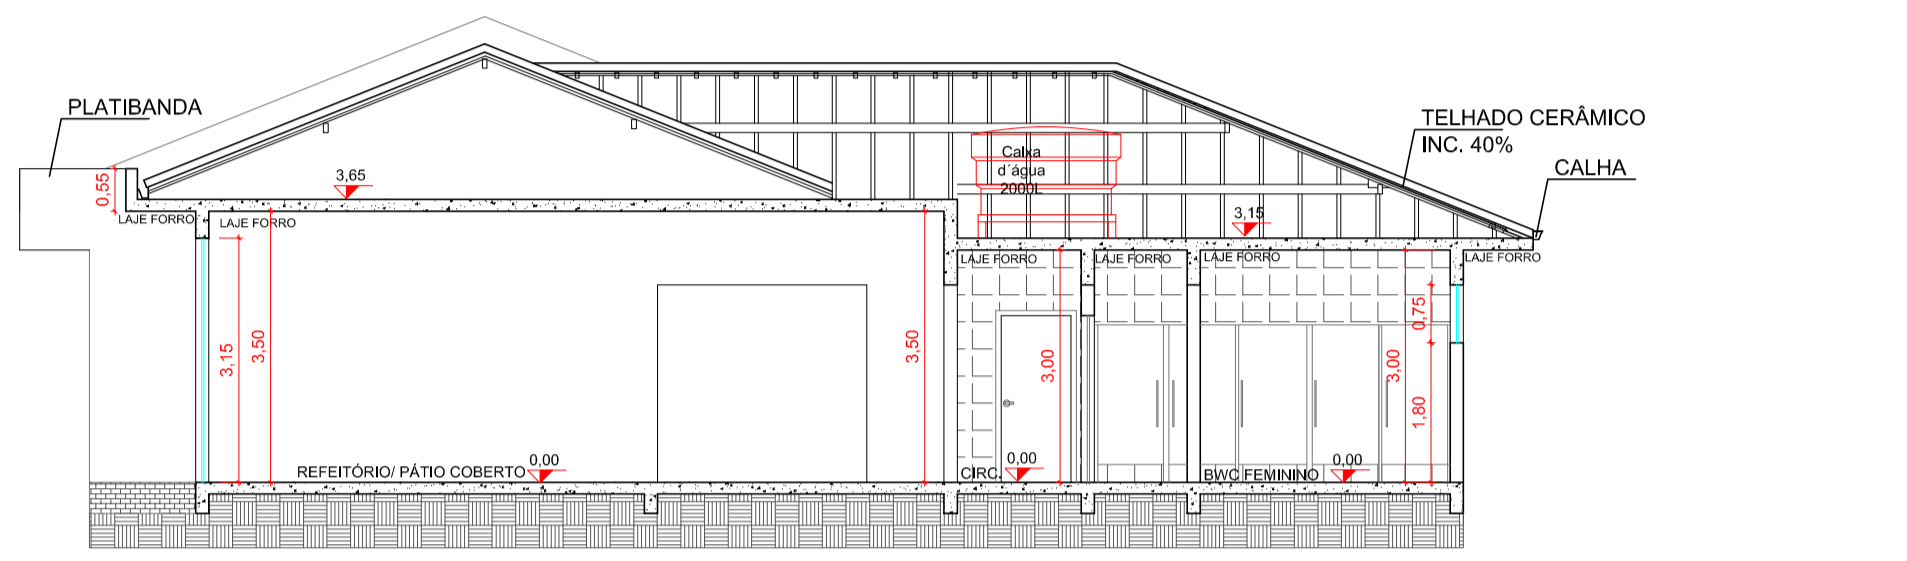 PLATIBANDA
TELHADO CERÂMICO
INC. 40%
CALHA
Caixa
d´água
2000L
0,55
3,65
3,15
LAJE FORRO
LAJE FORRO
LAJE FORRO
LAJE FORRO
LAJE FORRO
LAJE FORRO
3,15
3,50
3,50
3,00
3,00
0,75
1,80
REFEITÓRIO/ PÁTIO COBERTO
0,00
CIRC.
0,00
BWC FEMININO
0,00